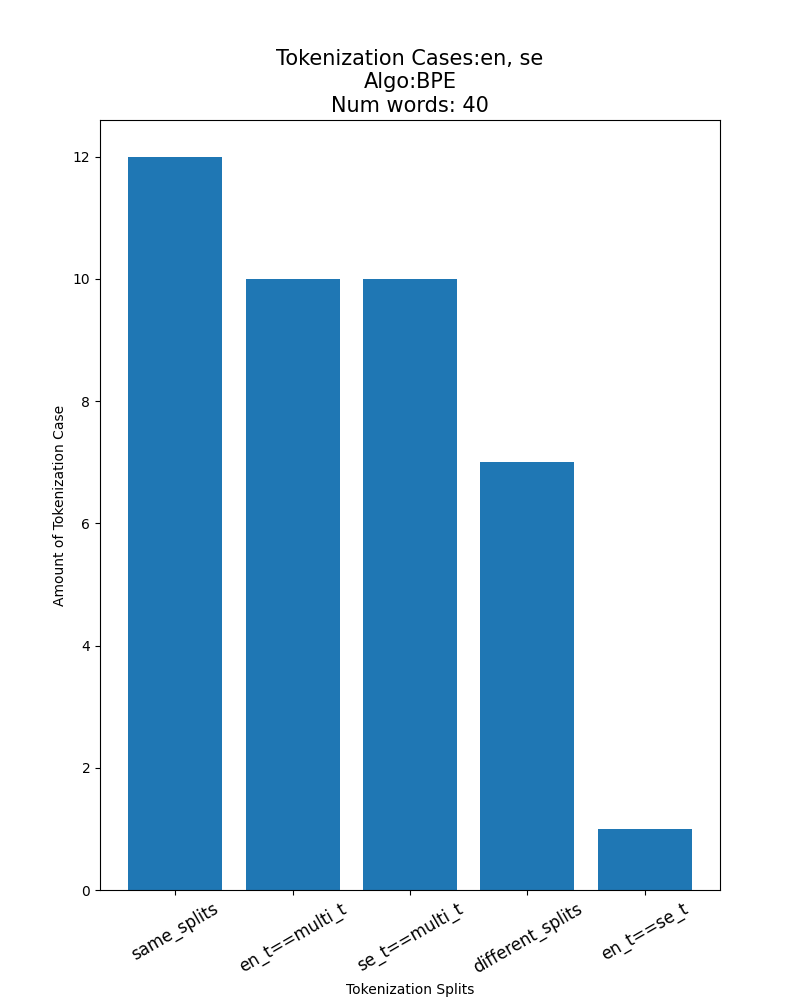 Tokenization Cases:en, se
Algo:BPE
Num words: 40
Amount of Tokenization Case
12
10
8
6
4
2
0
same_splits
en_t==multi_t
se_t==multi_t
different_splits
en_t==se_t
Tokenization Splits